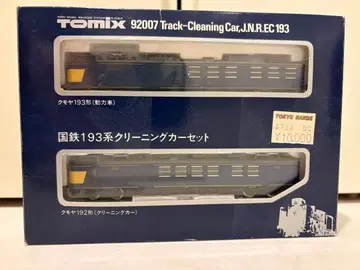 TOMIX 92007 Track-Cleaning Car, J.N.R.EC 193
クモヤ193形(動力車)
TOKYU HANDS
¥10,000
国鉄193系クリーニングカーセット
クモヤ192形(クリーニングカー)